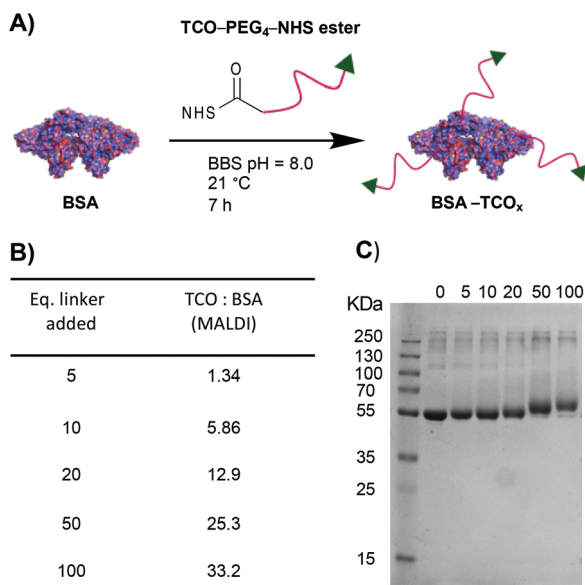 A)
TCO–PEG₄–NHS ester
O
NHS
BBS pH = 8.0
21 °C
7 h
BSA
BSA –TCOₓ
B)
Eq. linker added
TCO : BSA (MALDI)
5 1.34
10 5.86
20 12.9
50 25.3
100 33.2
C)
0 5 10 20 50 100
KDa
250
130
100
70
55
35
25
15